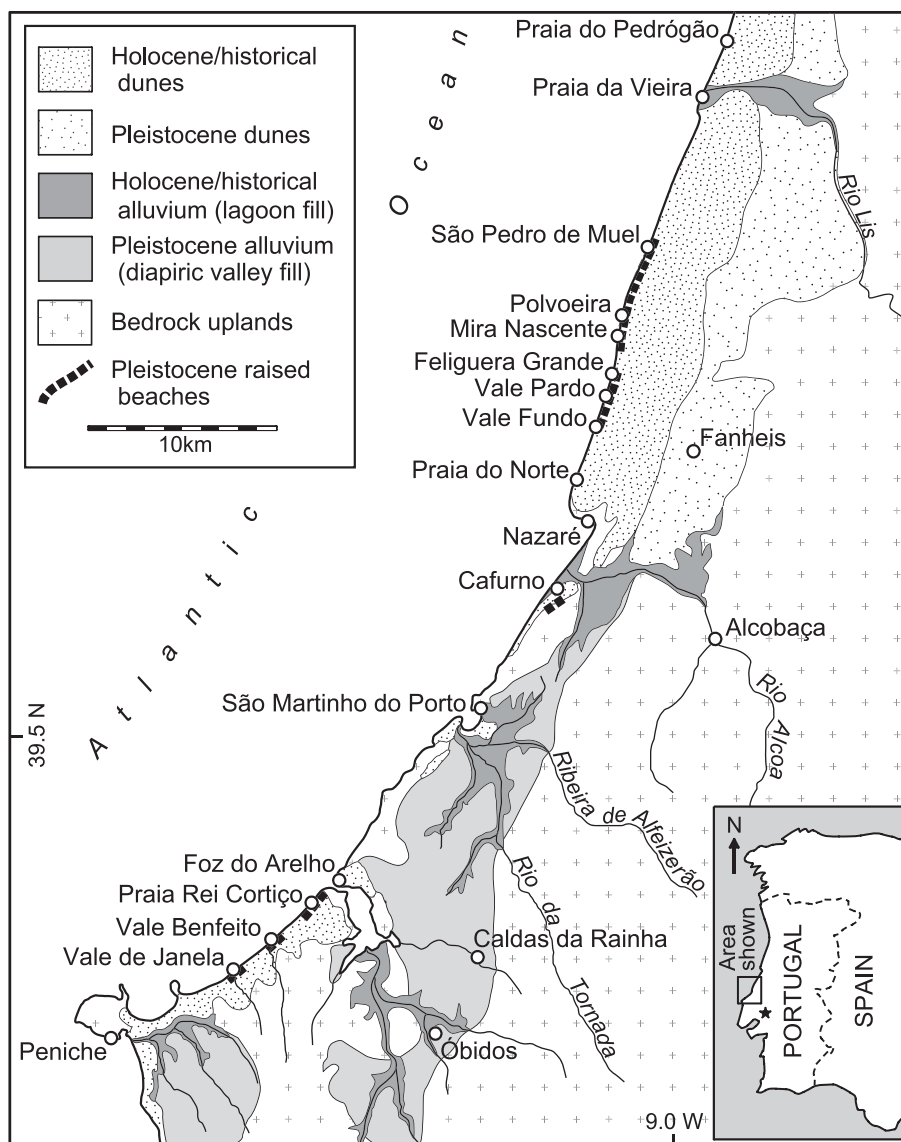 Holocene/historical
dunes
Pleistocene dunes
Holocene/historical
alluvium (lagoon fill)
Pleistocene alluvium
(diapiric valley fill)
Bedrock uplands
Pleistocene raised
beaches
10km
Atlantic
Ocean
Praia do Pedrógão
Praia da Vieira
Rio Lis
São Pedro de Muel
Polvoeira
Mira Nascente
Feliguera Grande
Vale Pardo
Vale Fundo
Fanheis
Praia do Norte
Nazaré
Cafurno
Alcobaça
Rio Alcoa
São Martinho do Porto
39.5 N
Ribeira de Alfeizerão
Foz do Arelho
Praia Rei Cortiço
Vale Benfeito
Vale de Janela
Caldas da Rainha
Rio da Tornada
Peniche
Óbidos
9.0 W
N
Area
shown
PORTUGAL
SPAIN